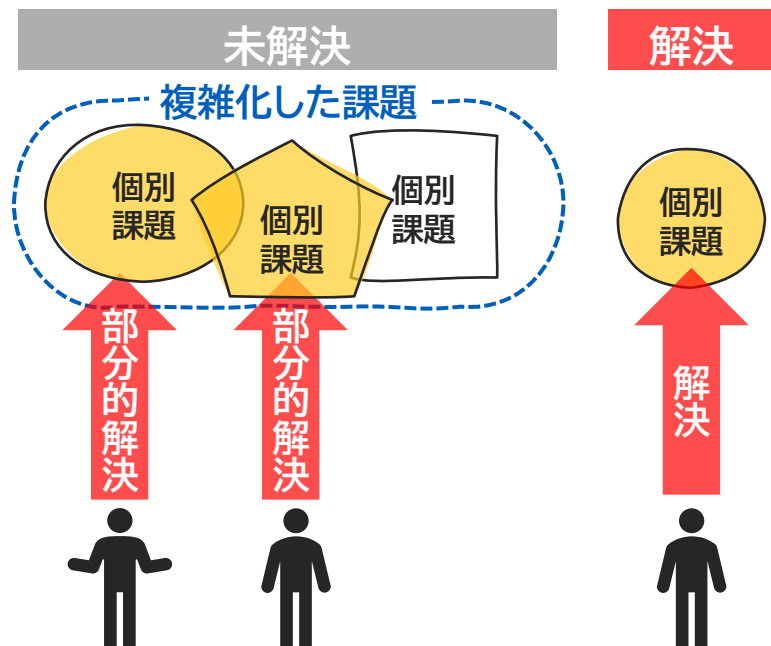 未解決
解決
複雑化した課題
個別
課題
個別
課題
個別
課題
個別
課題
部分的解決
部分的解決
解決